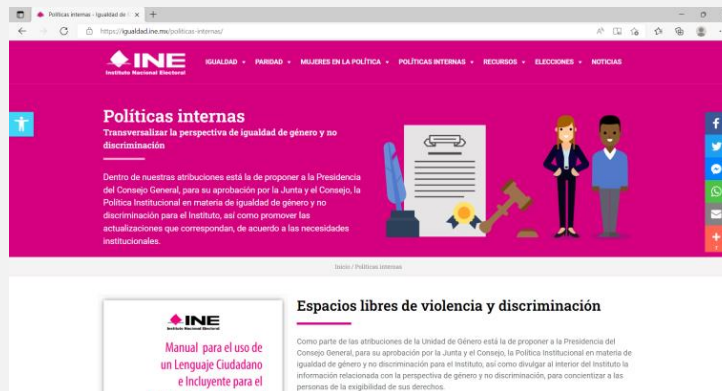 Políticas internas - Igualdad de
https://igualdad.ine.mx/politicas-internas/
INE
Instituto Nacional Electoral
IGUALDAD
PARIDAD
MUJERES EN LA POLÍTICA
POLÍTICAS INTERNAS
RECURSOS
ELECCIONES
NOTICIAS
Políticas internas
Transversalizar la perspectiva de igualdad de género y no
discriminación
Dentro de nuestras atribuciones está la de proponer a la Presidencia
del Consejo General, para su aprobación por la Junta y el Consejo, la
Política Institucional en materia de igualdad de género y no
discriminación para el Instituto, así como promover las
actualizaciones que correspondan, de acuerdo a las necesidades
institucionales.
Inicio / Políticas internas
INE
Instituto Nacional Electoral
Manual para el uso de
un Lenguaje Ciudadano
e Incluyente para el
Espacios libres de violencia y discriminación
Como parte de las atribuciones de la Unidad de Género está la de proponer a la Presidencia del
Consejo General, para su aprobación por la Junta y el Consejo, la Política Institucional en materia de
igualdad de género y no discriminación para el Instituto, así como divulgar al interior del Instituto la
información relacionada con la perspectiva de género y no discriminación, para concientizar a las
personas de la exigibilidad de sus derechos.